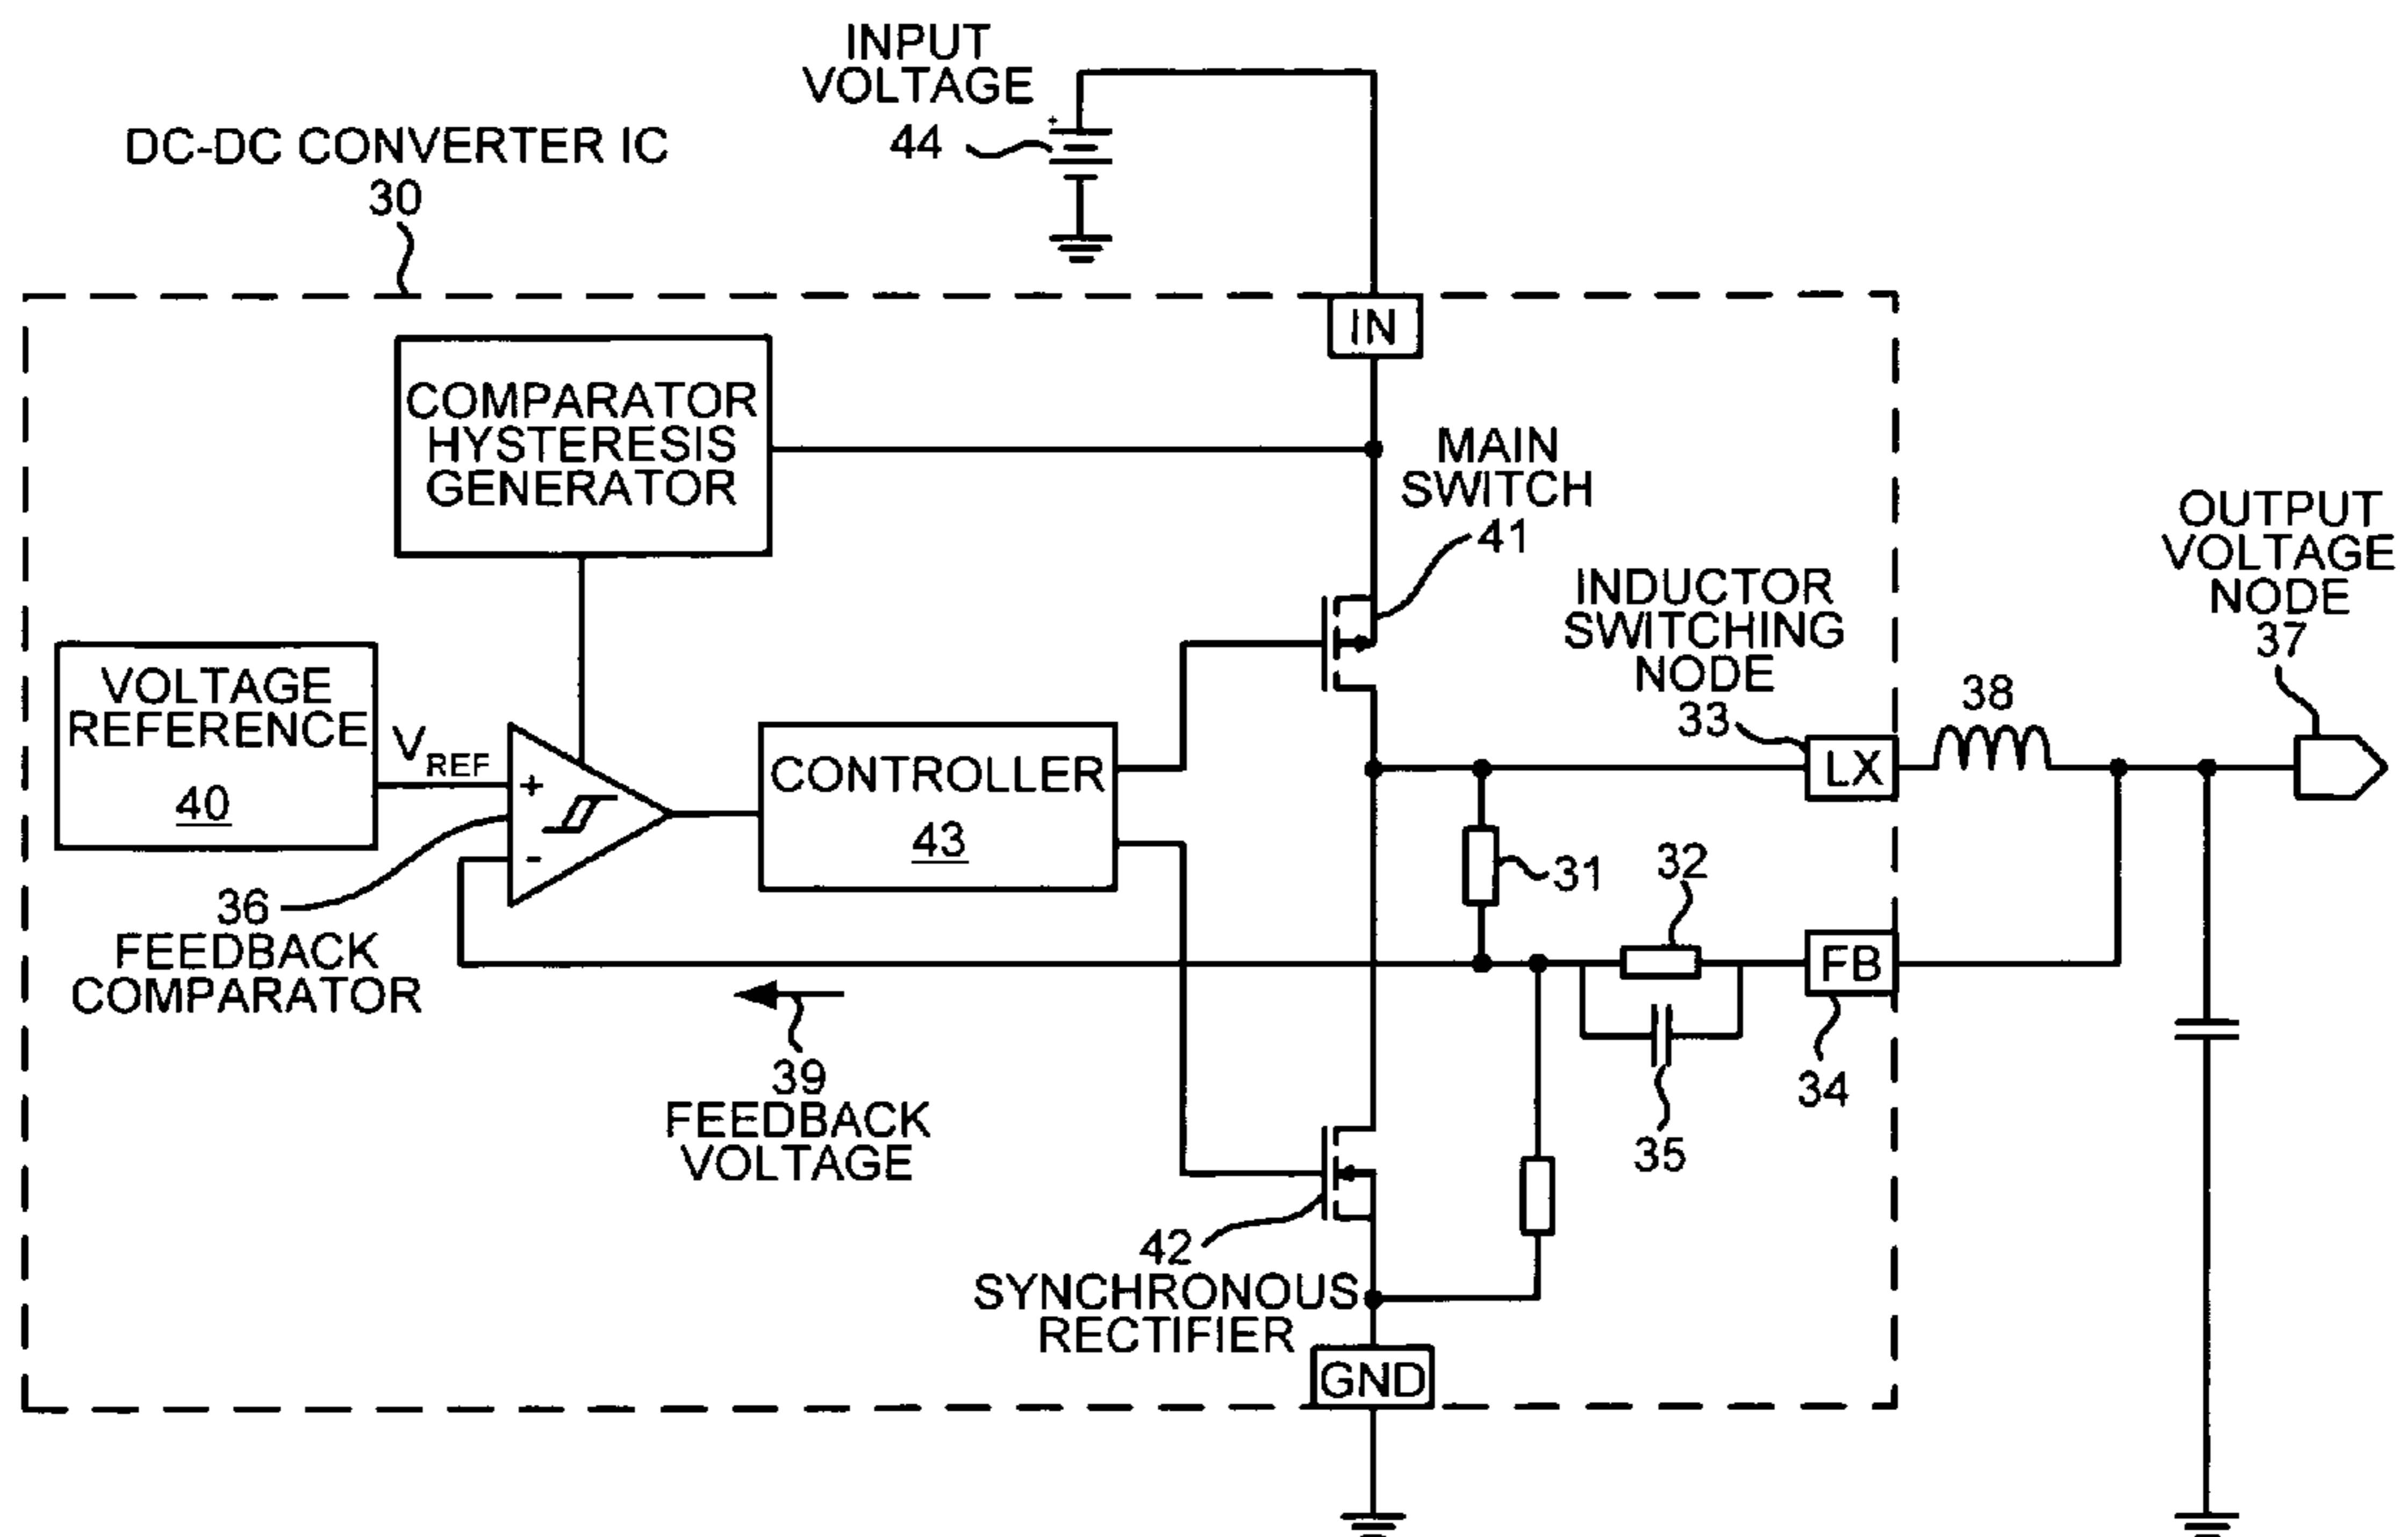 INPUT
VOLTAGE
44
DC-DC CONVERTER IC
30
IN
COMPARATOR
HYSTERESIS
GENERATOR
MAIN
SWITCH
41
OUTPUT
VOLTAGE
NODE
37
INDUCTOR
SWITCHING
NODE
33
38
VOLTAGE
REFERENCE
40
VREF
+
-
CONTROLLER
43
LX
31
32
36
FEEDBACK
COMPARATOR
FB
34
35
39
FEEDBACK
VOLTAGE
42
SYNCHRONOUS
RECTIFIER
GND